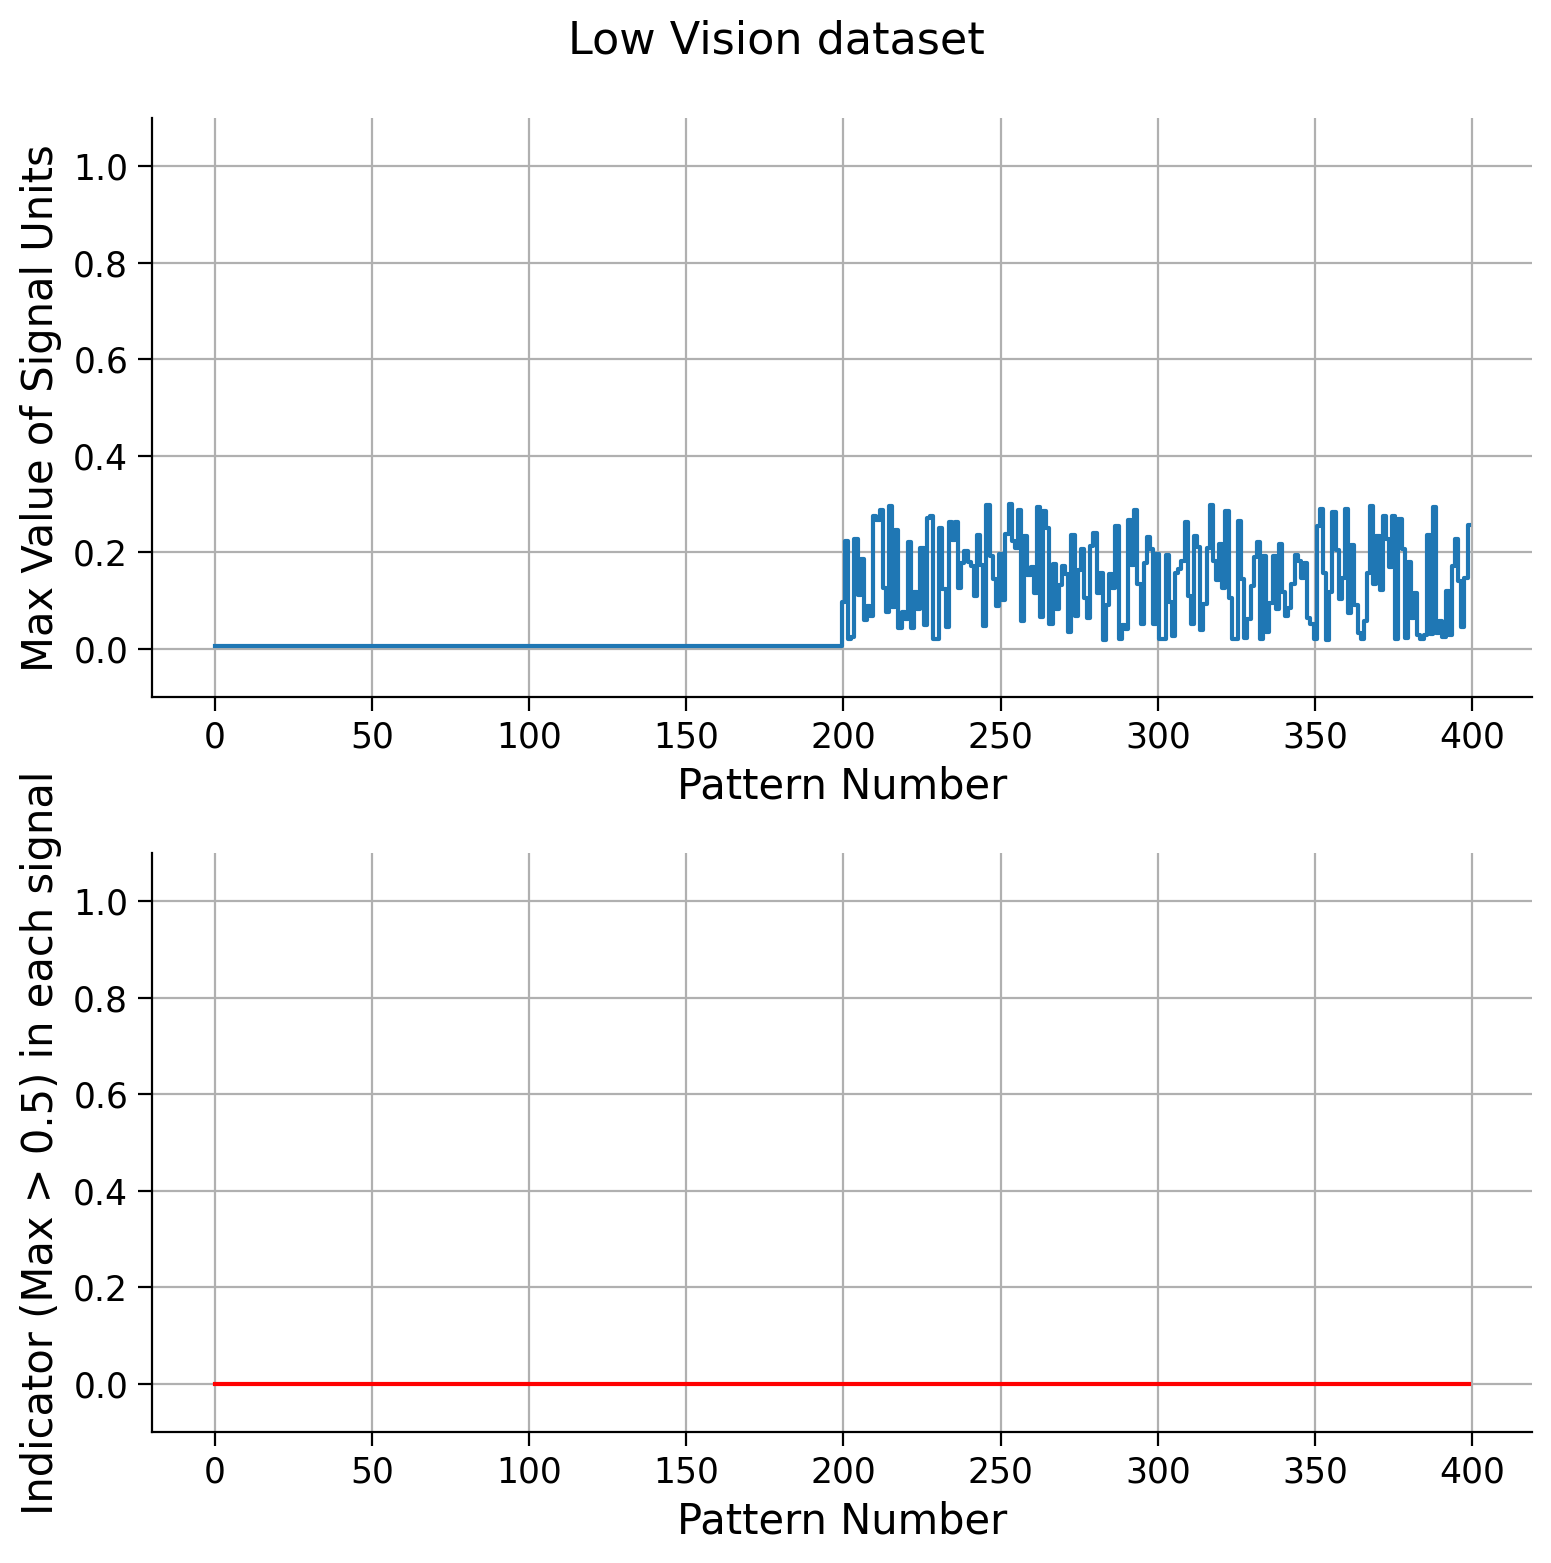 Low Vision dataset
Max Value of Signal Units
1.0
0.8
0.6
0.4
0.2
0.0
0 50 100 150 200 250 300 350 400
Pattern Number
Indicator (Max > 0.5) in each signal
1.0
0.8
0.6
0.4
0.2
0.0
0 50 100 150 200 250 300 350 400
Pattern Number